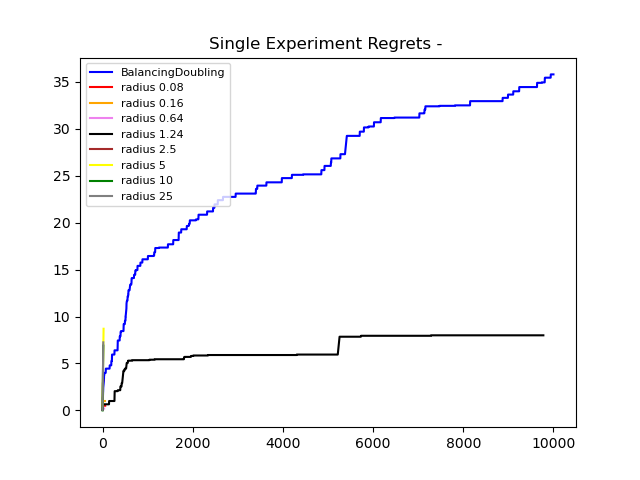 Single Experiment Regrets -
BalancingDoubling
radius 0.08
radius 0.16
radius 0.64
radius 1.24
radius 2.5
radius 5
radius 10
radius 25
35
30
25
20
15
10
5
0
0 2000 4000 6000 8000 10000